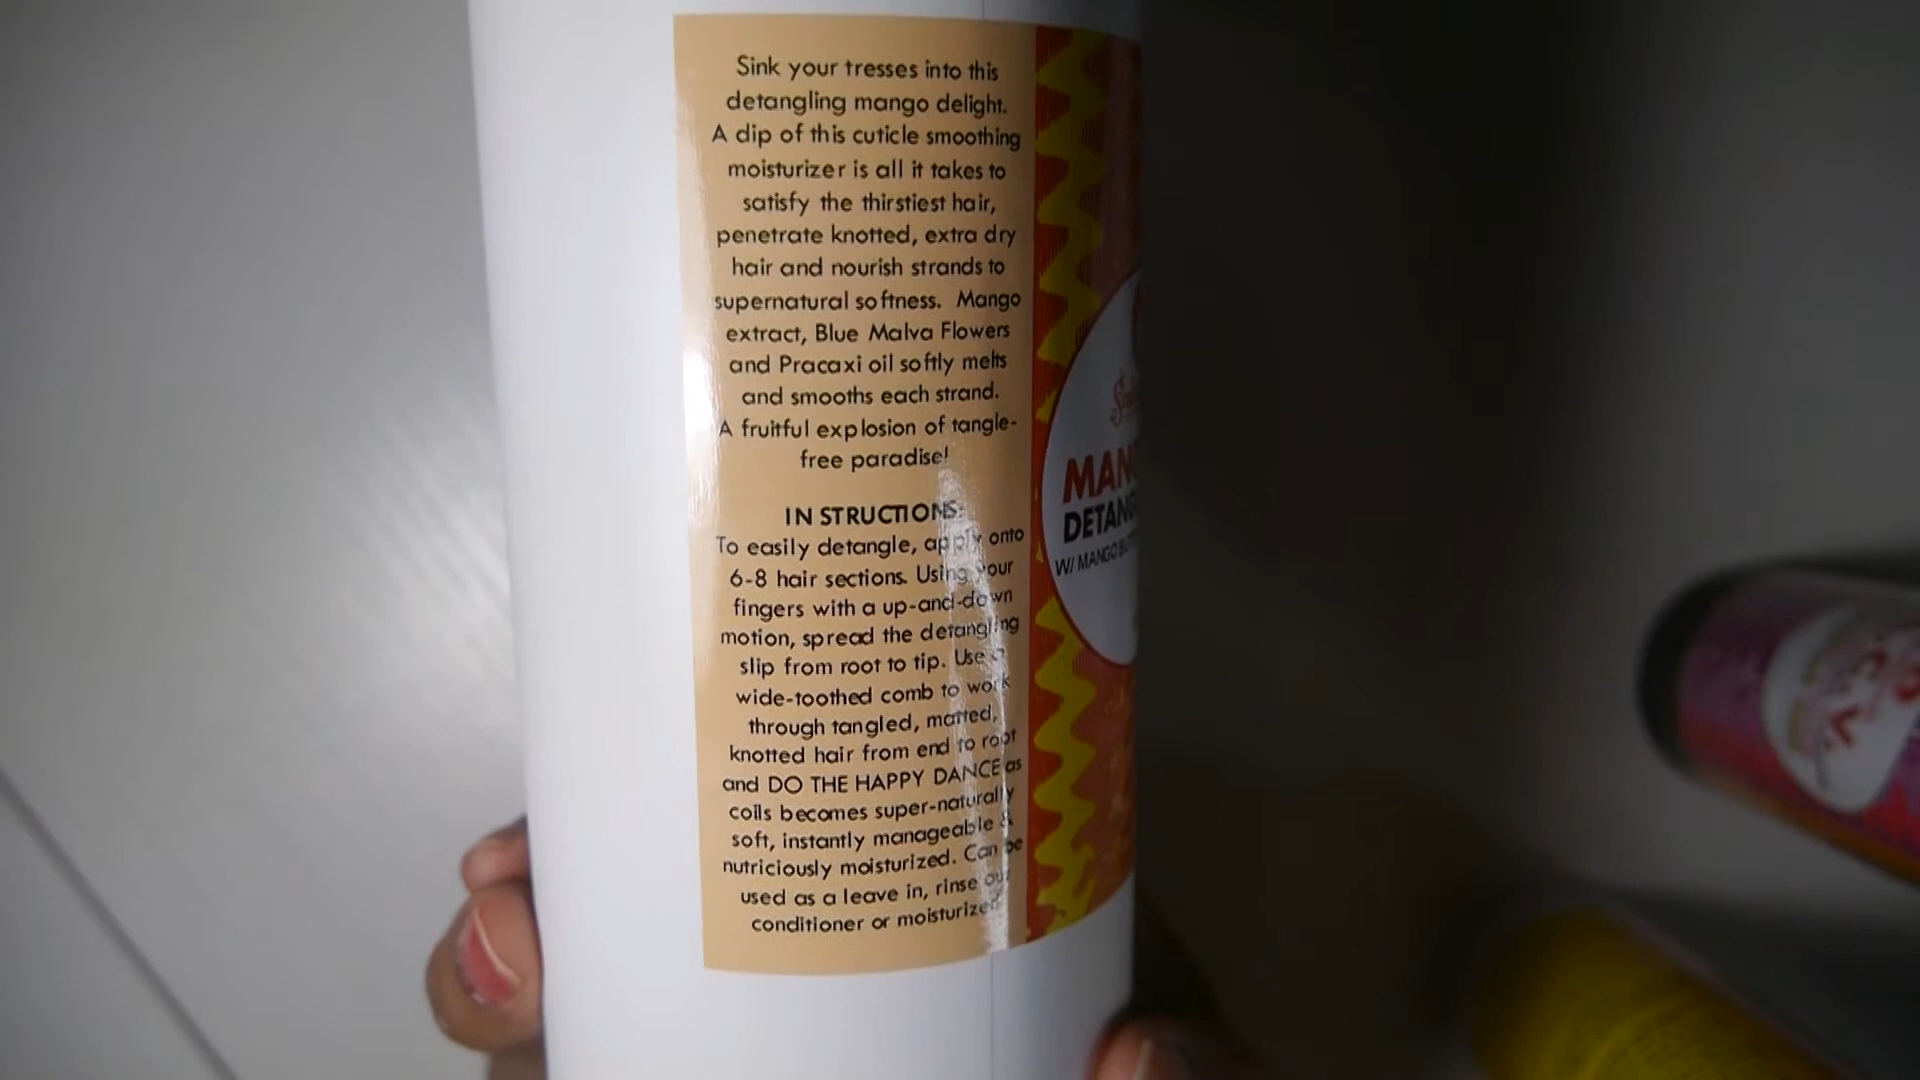 Sink your tresses into this
detangling mango delight.
A dip of this cuticle smoothing
moisturizer is all it takes to
satisfy the thirstiest hair,
penetrate knotted, extra dry
hair and nourish strands to
supernatural softness. Mango
extract, Blue Malva Flowers
and Pracaxi oil softly melts
and smooths each strand.
A fruitful explosion of tangle-
free paradise!
INSTRUCTIONS:
To easily detangle, apply onto
6-8 hair sections. Using your
fingers with a up-and-down
motion, spread the detangling
slip from root to tip. Use a
wide-toothed comb to work
through tangled, matted,
knotted hair from end to root
and DO THE HAPPY DANCE as
coils becomes super-naturally
soft, instantly manageable &
nutriciously moisturized. Can be
used as a leave in, rinse out
conditioner or moisturizer
MAN
DETANG
W/ MANGO